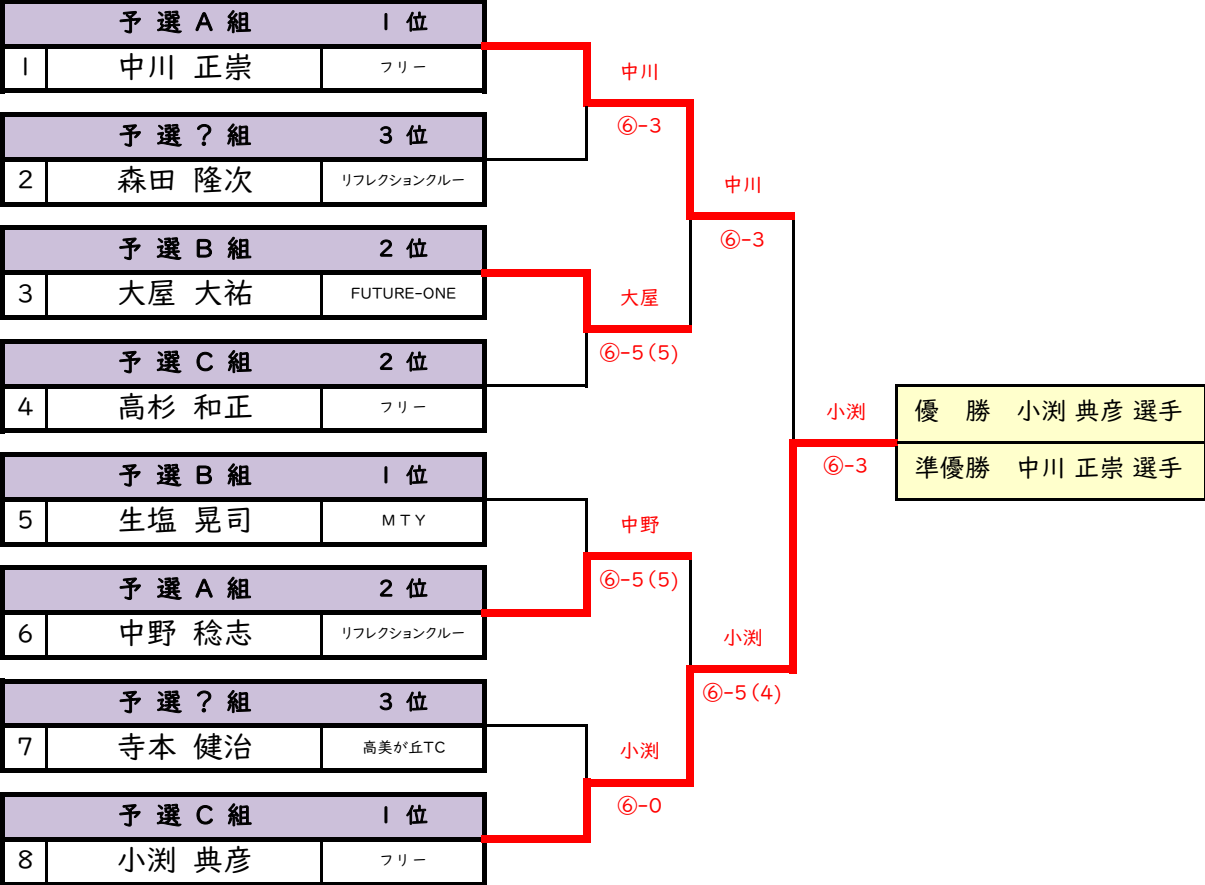 予 選 A 組 1 位
1 中川 正崇 フリー
中川
⑥-3
予 選 ? 組 3 位
2 森田 隆次 リフレクションクルー
中川
⑥-3
予 選 B 組 2 位
3 大屋 大祐 FUTURE-ONE
大屋
⑥-5(5)
予 選 C 組 2 位
4 高杉 和正 フリー
小渕
⑥-3
優 勝 小渕 典彦 選手
準優勝 中川 正崇 選手
予 選 B 組 1 位
5 生塩 晃司 MTY
中野
⑥-5(5)
予 選 A 組 2 位
6 中野 稔志 リフレクションクルー
小渕
⑥-5(4)
予 選 ? 組 3 位
7 寺本 健治 高美が丘TC
小渕
⑥-0
予 選 C 組 1 位
8 小渕 典彦 フリー